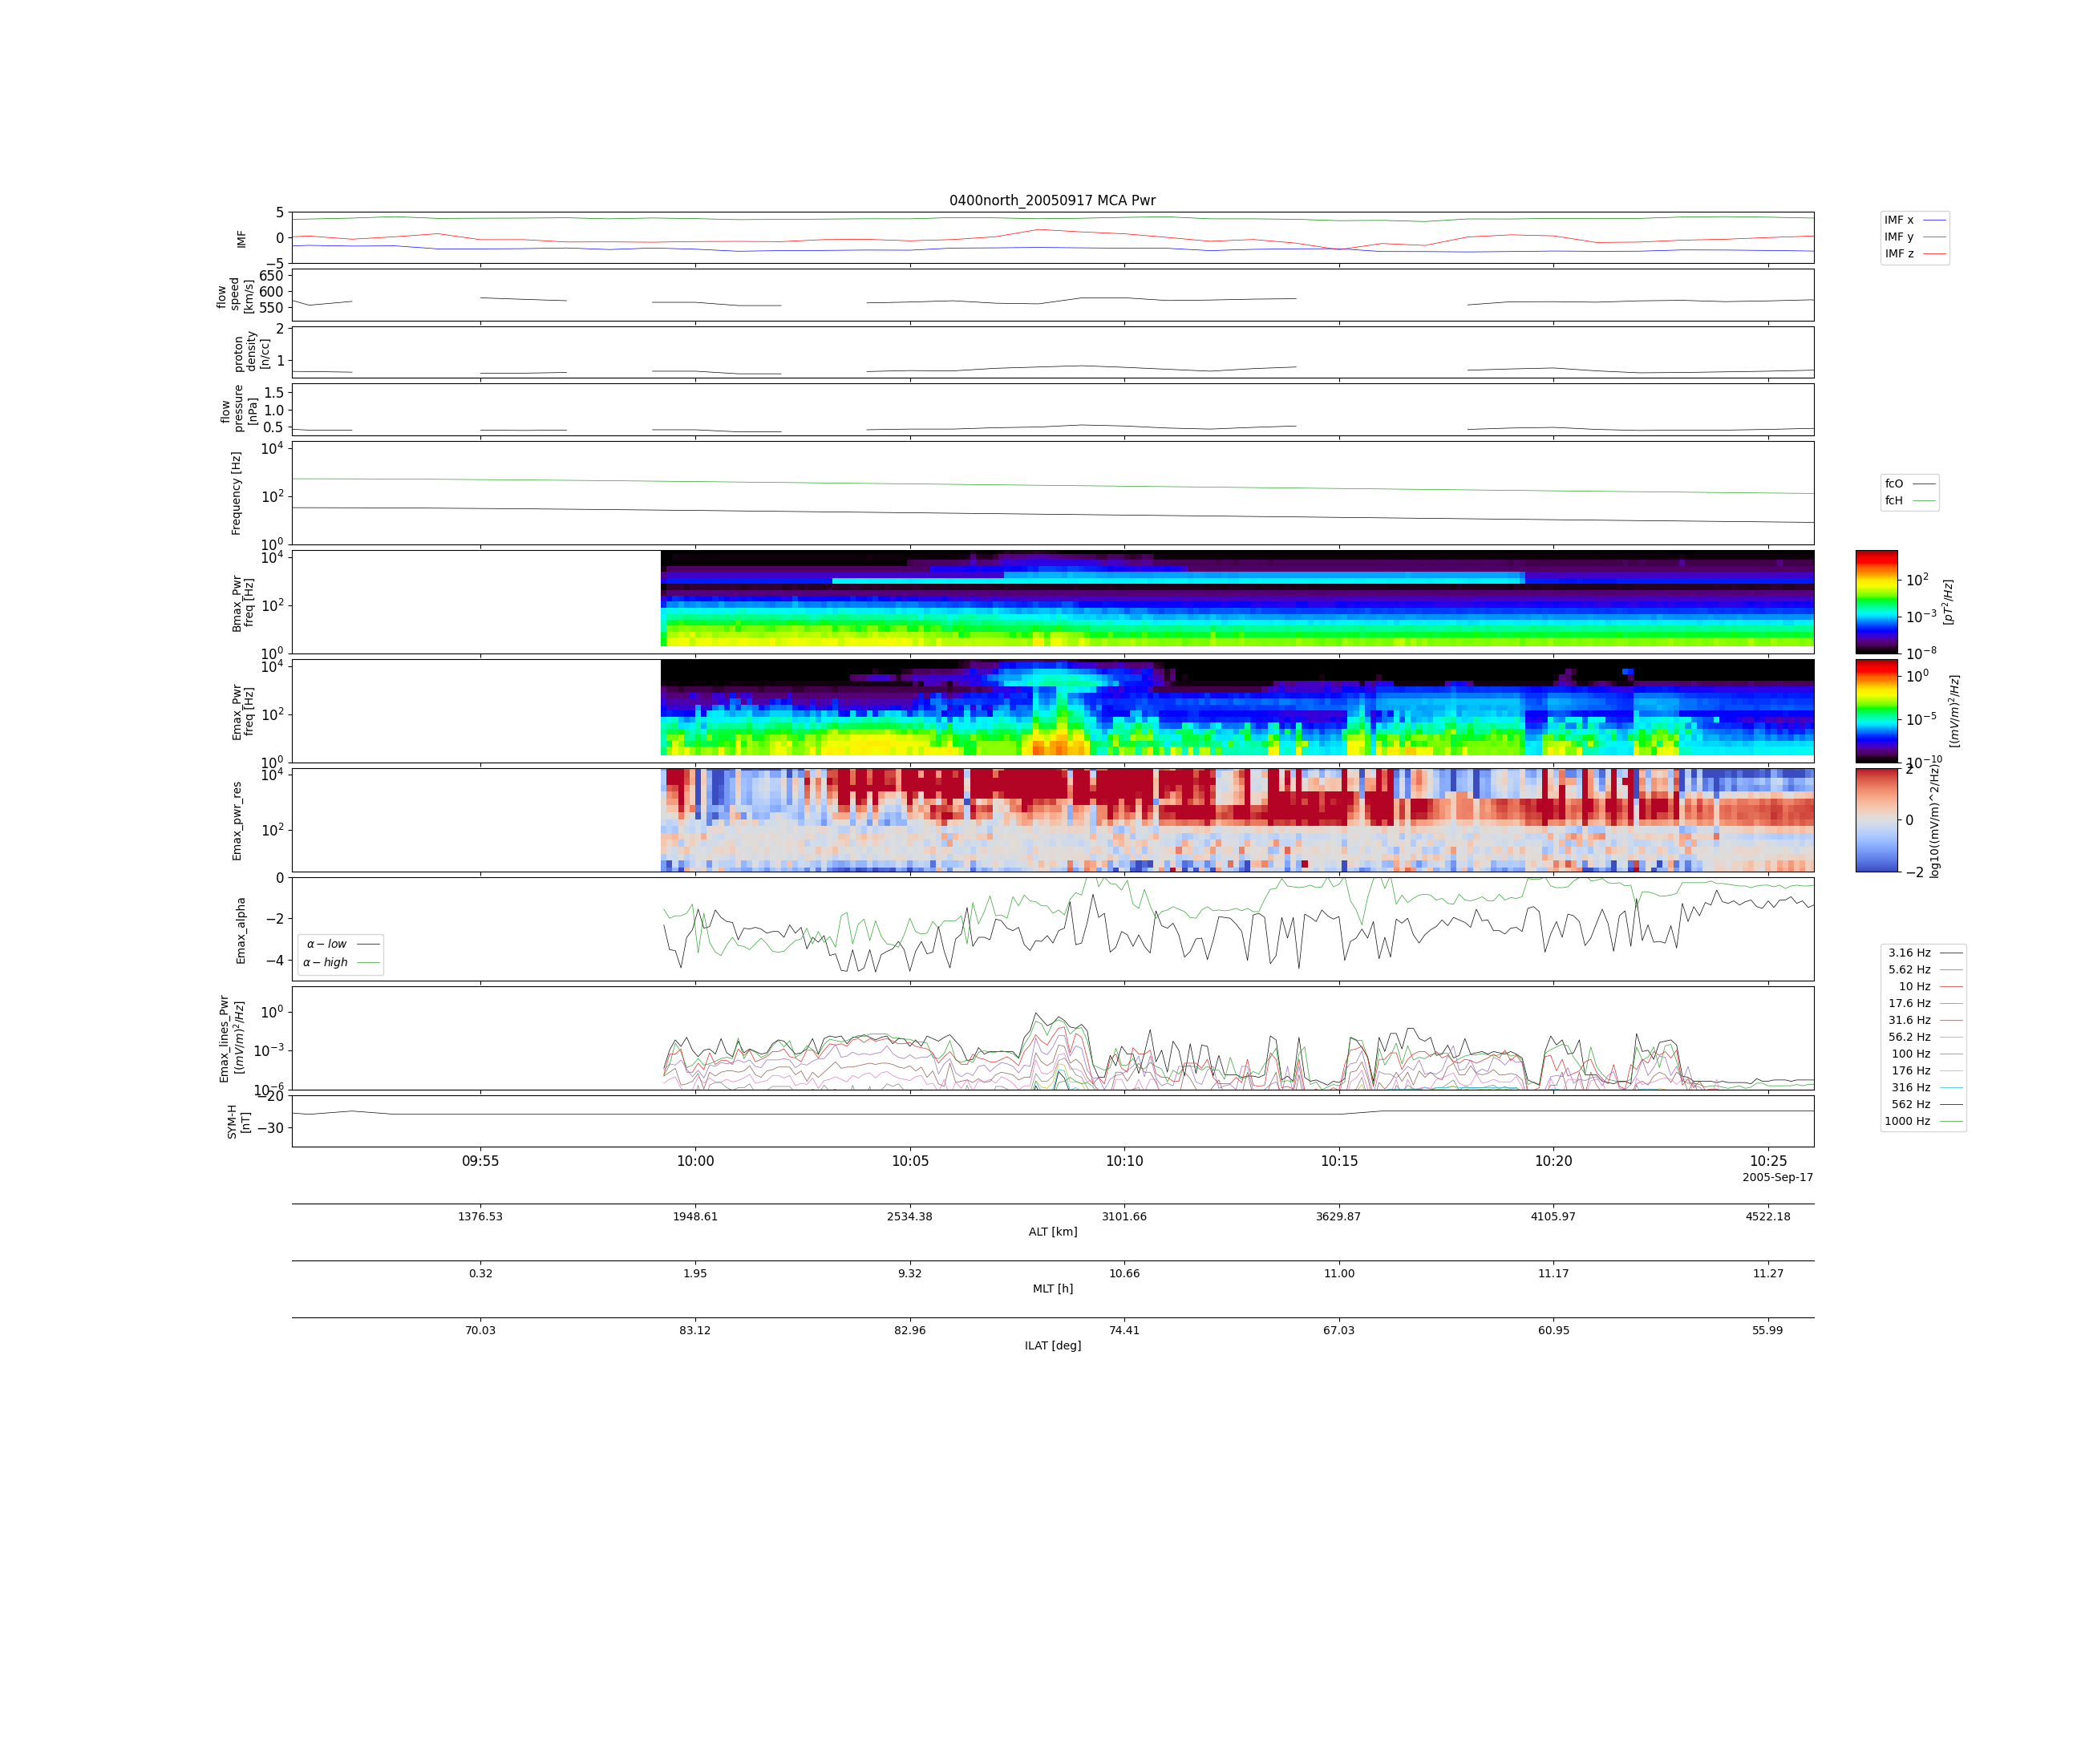 0400north_20050917 MCA Pwr
5
0
−5
IMF
IMF x
IMF y
IMF z
650
600
550
flow
speed
[km/s]
2
1
proton
density
[n/cc]
1.5
1.0
0.5
flow
pressure
[nPa]
10^4
10^2
10^0
Frequency [Hz]
fcO
fcH
10^4
10^2
10^0
Bmax_Pwr
freq [Hz]
10^2
10^−3
10^−8
[pT^2/Hz]
10^4
10^2
10^0
Emax_Pwr
freq [Hz]
10^0
10^−5
10^−10
[(mV/m)^2/Hz]
10^4
10^2
Emax_pwr_res
2
0
−2
log10((mV/m)^2/Hz)
0
−2
−4
Emax_alpha
α − low
α − high
10^0
10^−3
10^−6
Emax_lines_Pwr
[(mV/m)^2/Hz]
3.16 Hz
5.62 Hz
10 Hz
17.6 Hz
31.6 Hz
56.2 Hz
100 Hz
176 Hz
316 Hz
562 Hz
1000 Hz
−20
−30
SYM-H
[nT]
09:55 10:00 10:05 10:10 10:15 10:20 10:25
2005-Sep-17
1376.53 1948.61 2534.38 3101.66 3629.87 4105.97 4522.18
ALT [km]
0.32 1.95 9.32 10.66 11.00 11.17 11.27
MLT [h]
70.03 83.12 82.96 74.41 67.03 60.95 55.99
ILAT [deg]